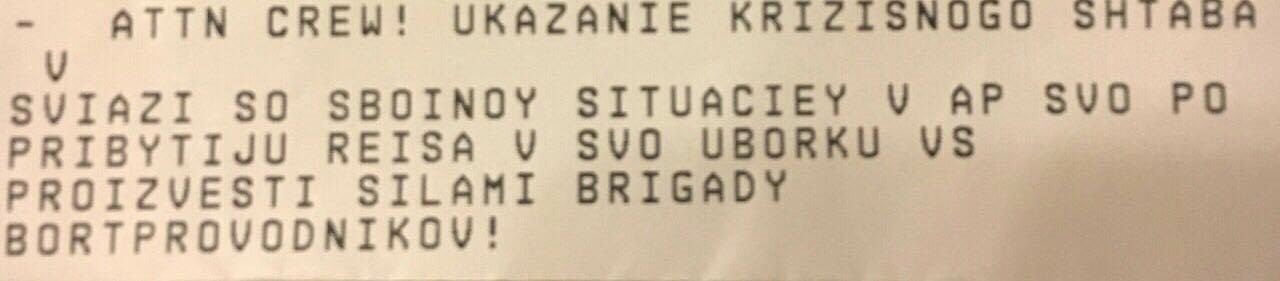 - ATTN CREW! UKAZANIE KRIZISNOGO SHTABA
V
SVIAZI SO SBOINOY SITUACIEY V AP SVO PO
PRIBYTIJU REISA V SVO UBORKU VS
PROIZVESTI SILAMI BRIGADY
BORTPROVODNIKOV!